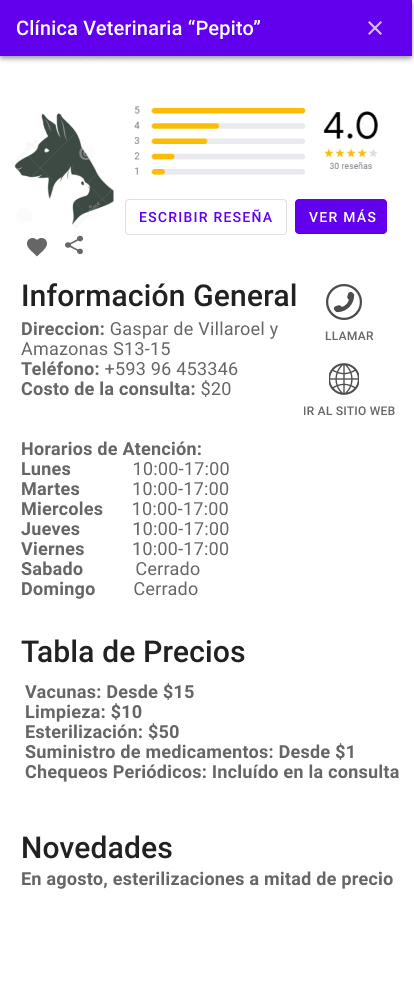 Clínica Veterinaria “Pepito”
5
4
3
2
1
4.0
30 reseñas
ESCRIBIR RESEÑA
VER MÁS
Información General
Direccion: Gaspar de Villaroel y
Amazonas S13-15
Teléfono: +593 96 453346
Costo de la consulta: $20
LLAMAR
IR AL SITIO WEB
Horarios de Atención:
Lunes 10:00-17:00
Martes 10:00-17:00
Miercoles 10:00-17:00
Jueves 10:00-17:00
Viernes 10:00-17:00
Sabado Cerrado
Domingo Cerrado
Tabla de Precios
Vacunas: Desde $15
Limpieza: $10
Esterilización: $50
Suministro de medicamentos: Desde $1
Chequeos Periódicos: Incluído en la consulta
Novedades
En agosto, esterilizaciones a mitad de precio